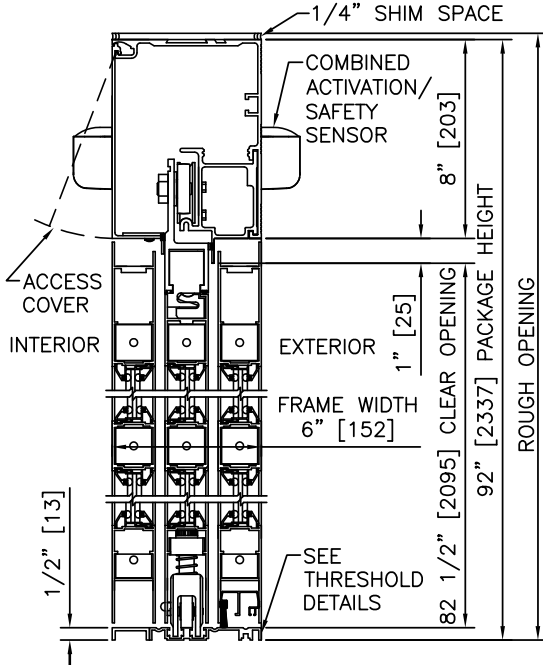 1/4” SHIM SPACE
COMBINED
ACTIVATION/
SAFETY
SENSOR
8” [203]
ACCESS
COVER
INTERIOR
EXTERIOR
1” [25]
FRAME WIDTH
6” [152]
82 1/2” [2095] CLEAR OPENING
92” [2337] PACKAGE HEIGHT
ROUGH OPENING
1/2” [13]
SEE
THRESHOLD
DETAILS